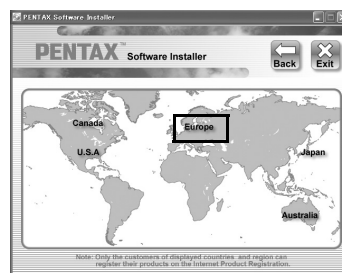 PENTAX Software Installer
PENTAX™ Software Installer
Back Exit
Canada
Europe
U.S.A
Japan
Australia
Note: Only the customers of displayed countries and region can
register their products on the Internet Product Registration.